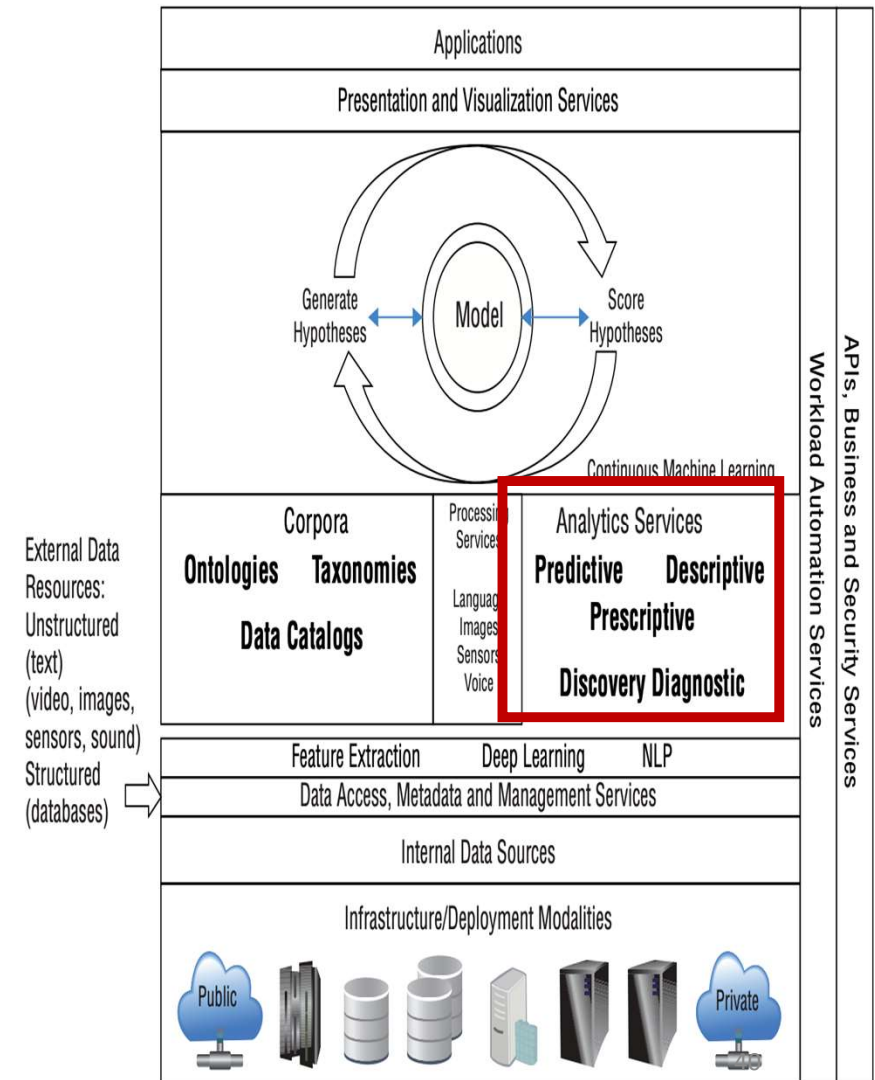 Applications
Presentation and Visualization Services
Generate
Hypotheses
Model
Score
Hypotheses
Continuous Machine Learning
Corpora
Ontologies Taxonomies
Data Catalogs
Processing
Services
Language
Images
Sensors
Voice
Analytics Services
Predictive Descriptive
Prescriptive
Discovery Diagnostic
Workload Automation Services
APIs, Business and Security Services
External Data
Resources:
Unstructured
(text)
(video, images,
sensors, sound)
Structured
(databases)
Feature Extraction Deep Learning NLP
Data Access, Metadata and Management Services
Internal Data Sources
Infrastructure/Deployment Modalities
Public
Private